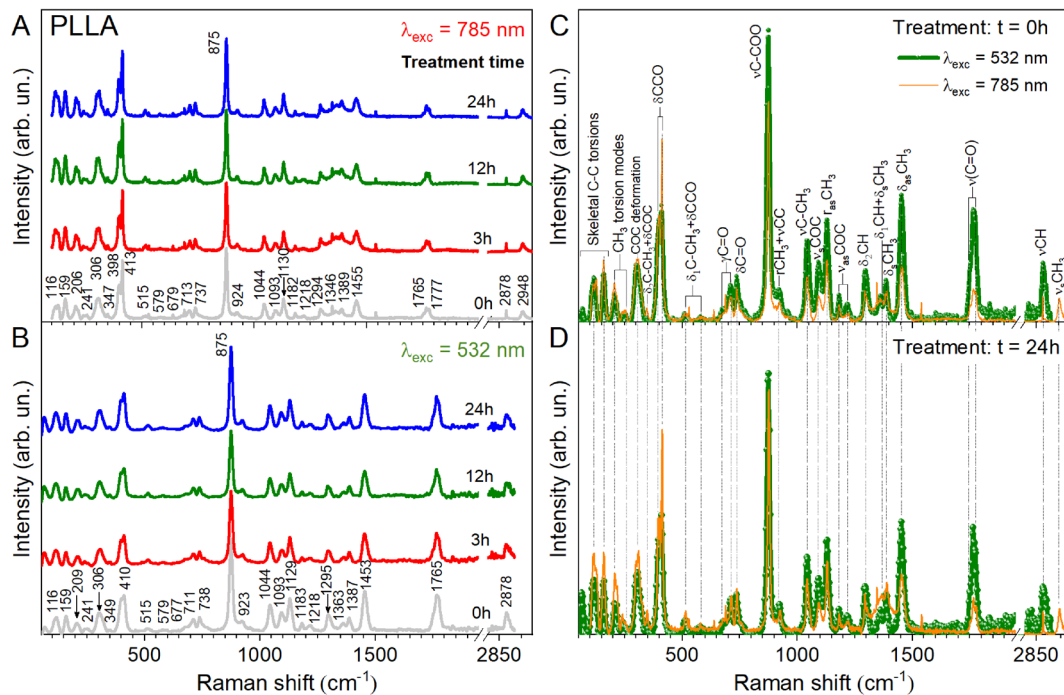 A
PLLA
λexc = 785 nm
Treatment time
875
24h
12h
3h
0h
116
159
206
241
306
347
398
413
515
579
679
713
737
924
1044
1093
1130
1182
1218
1294
1346
1389
1455
1765
1777
2878
2948
Intensity (arb. un.)
B
λexc = 532 nm
875
24h
12h
3h
0h
116
159
209
241
306
349
410
515
579
677
711
738
923
1044
1093
1129
1183
1218
1295
1363
1387
1453
1765
2878
Intensity (arb. un.)
500
1000
1500
2850
Raman shift (cm⁻¹)
C
Treatment: t = 0h
λexc = 532 nm
λexc = 785 nm
Skeletal C-C torsions
CH₃ torsion modes
COC deformation
δ₂C-CH₃+δCOC
δCCO
δ₁C-CH₃+δCCO
γC=O
δC=O
νC-COO
rCH₃+νCC
νC-CH₃
νₛCOC
rasCH₃
νasCOC
δ₂CH
δ₁CH+δₛCH₃
δₛCH₃
δasCH₃
ν(C=O)
νCH
νₛCH₃
Intensity (arb. un.)
D
Treatment: t = 24h
Intensity (arb. un.)
500
1000
1500
2850
Raman shift (cm⁻¹)